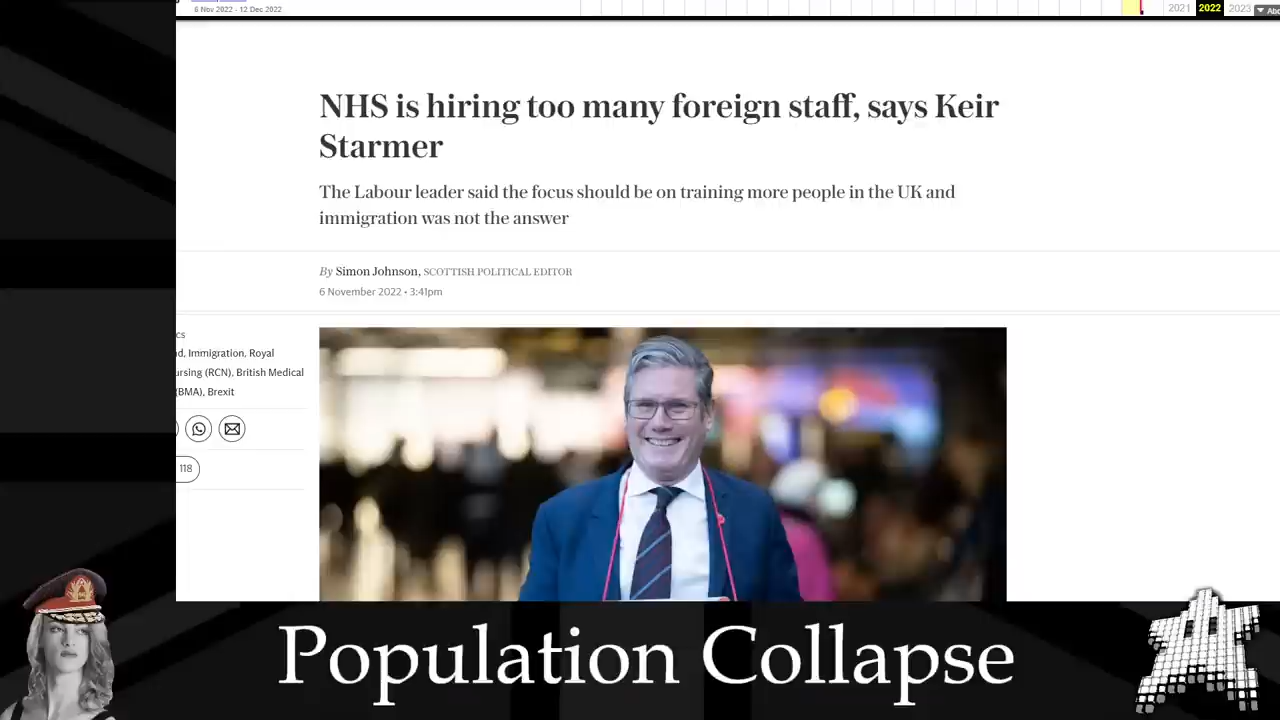 6 Nov 2022 - 12 Dec 2022
2021 2022 2023
NHS is hiring too many foreign staff, says Keir
Starmer
The Labour leader said the focus should be on training more people in the UK and
immigration was not the answer
By Simon Johnson, SCOTTISH POLITICAL EDITOR
6 November 2022 • 3:41pm
Immigration, Royal
(RCN), British Medical
(BMA), Brexit
118
Population Collapse